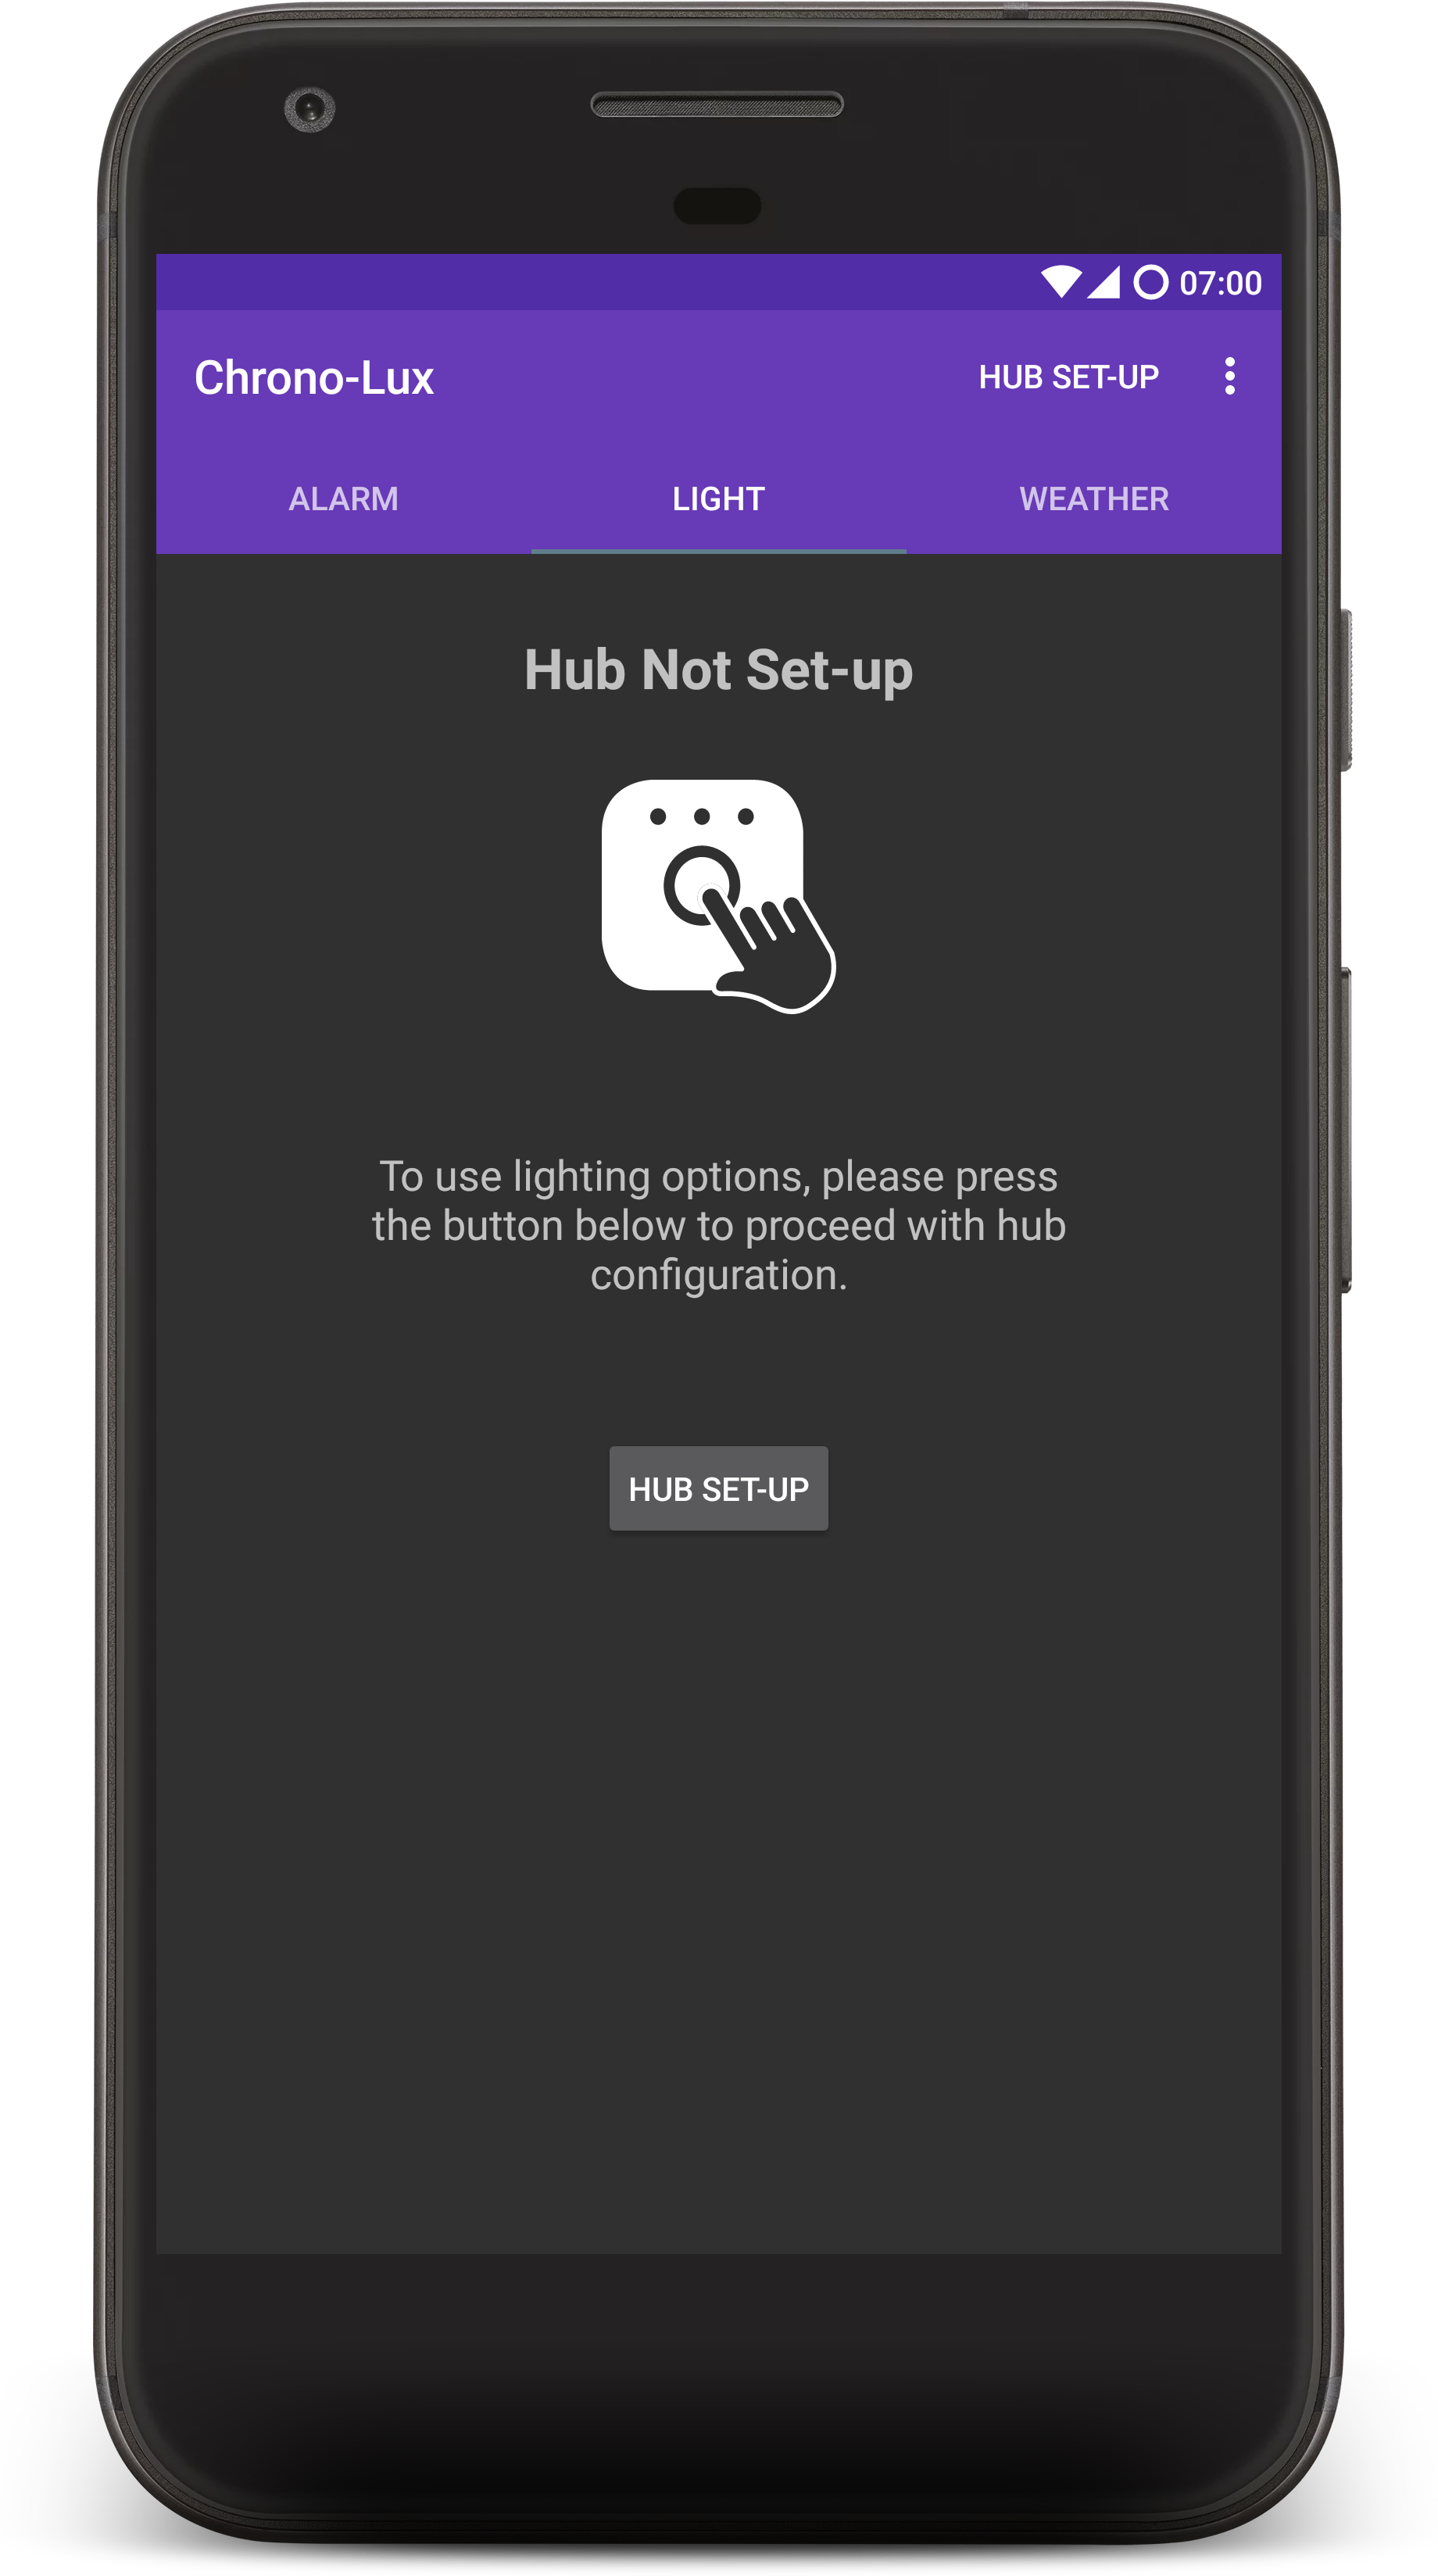 07:00
Chrono-Lux
HUB SET-UP
ALARM
LIGHT
WEATHER
Hub Not Set-up
To use lighting options, please press
the button below to proceed with hub
configuration.
HUB SET-UP